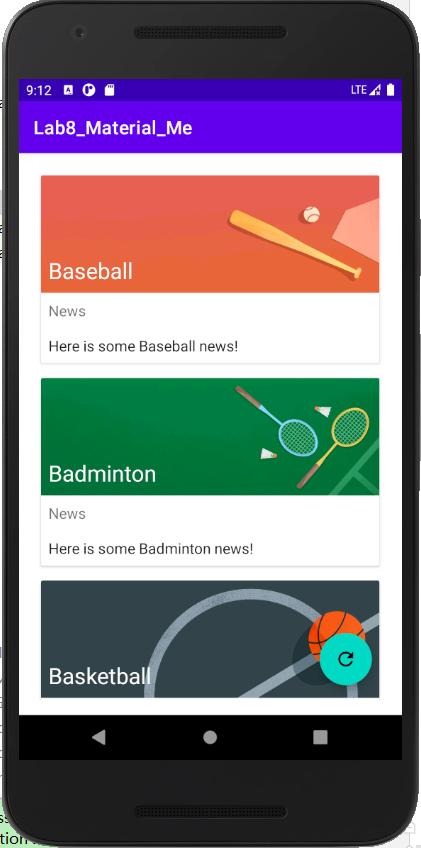 9:12
LTE
Lab8_Material_Me
Baseball
News
Here is some Baseball news!
Badminton
News
Here is some Badminton news!
Basketball